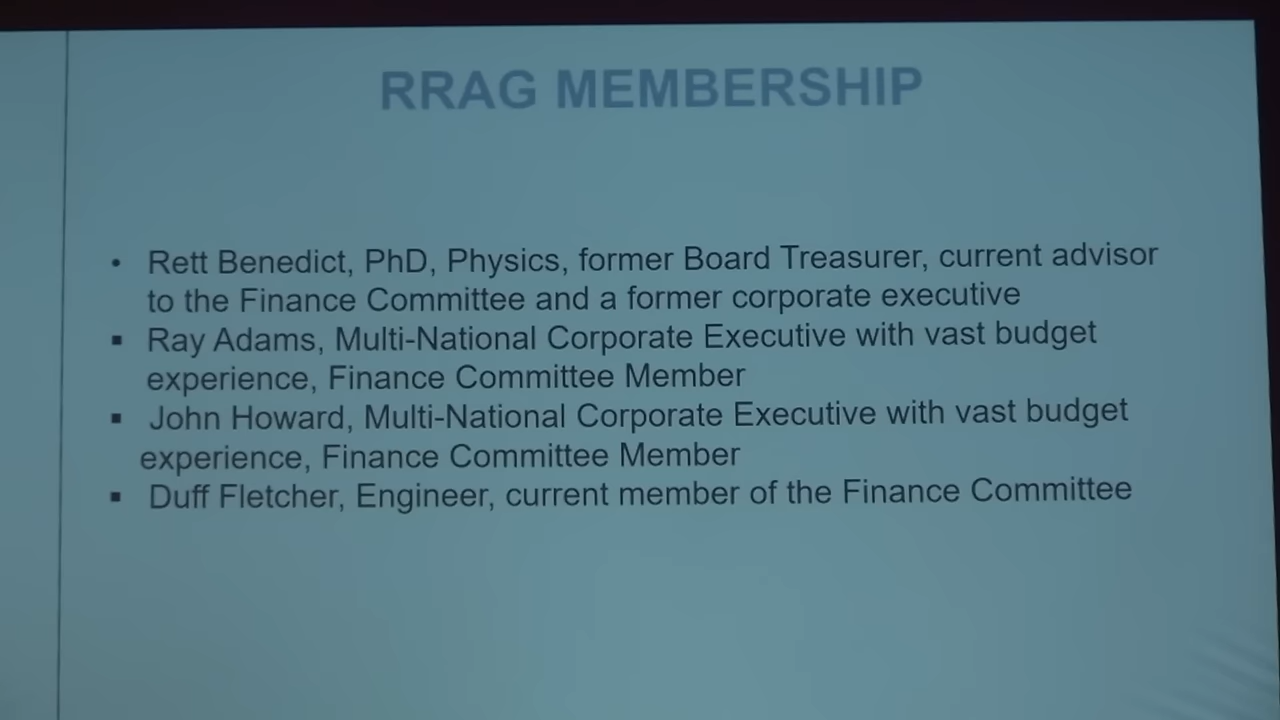 RRAG MEMBERSHIP
• Rett Benedict, PhD, Physics, former Board Treasurer, current advisor
to the Finance Committee and a former corporate executive
▪ Ray Adams, Multi-National Corporate Executive with vast budget
experience, Finance Committee Member
▪ John Howard, Multi-National Corporate Executive with vast budget
experience, Finance Committee Member
▪ Duff Fletcher, Engineer, current member of the Finance Committee